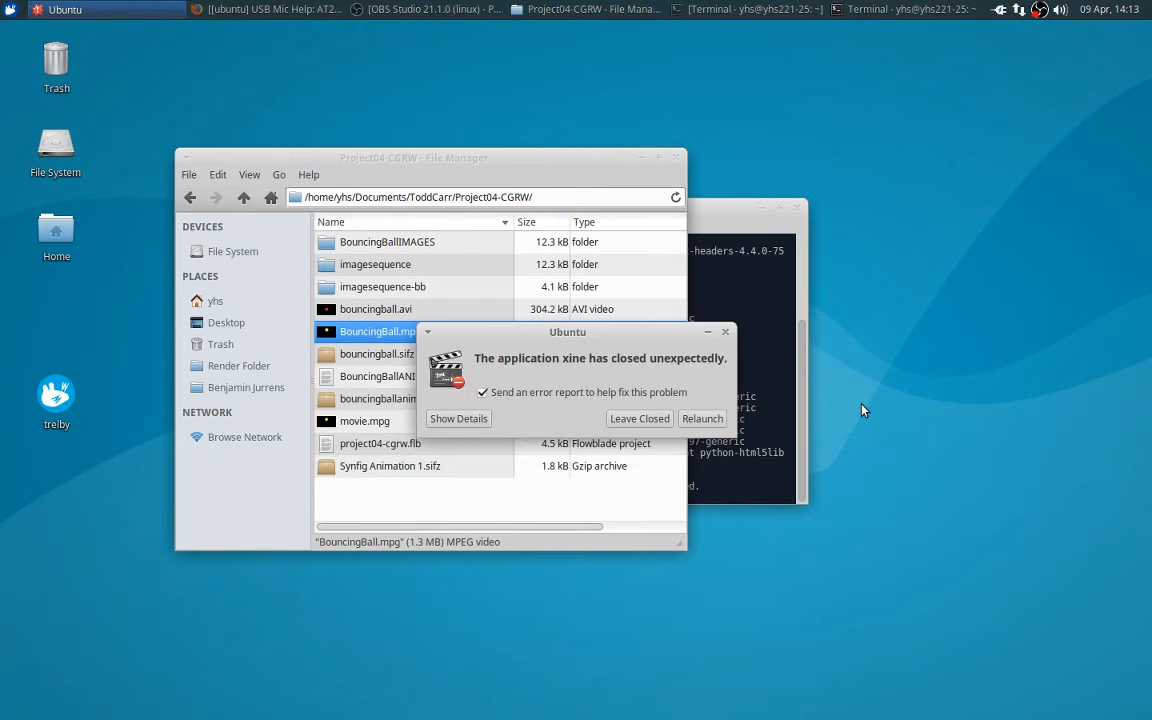 Ubuntu
[[ubuntu] USB Mic Help: AT2...
[OBS Studio 21.1.0 (linux) - P...
Project04-CGRW - File Mana...
[Terminal - yhs@yhs221-25: ~]
Terminal - yhs@yhs221-25: ~
09 Apr, 14:13
Trash
File System
Home
trelby
Project04-CGRW - File Manager
File Edit View Go Help
/home/yhs/Documents/ToddCarr/Project04-CGRW/
DEVICES
File System
PLACES
yhs
Desktop
Trash
Render Folder
Benjamin Jurrens
NETWORK
Browse Network
Name Size Type
BouncingBallIMAGES 12.3 kB folder
imagesequence 12.3 kB folder
imagesequence-bb 4.1 kB folder
bouncingball.avi 304.2 kB AVI video
BouncingBall.mp
bouncingball.sifz
BouncingBallANI
bouncingballanim
movie.mpg
project04-cgrw.flb 4.5 kB Flowblade project
Synfig Animation 1.sifz 1.8 kB Gzip archive
"BouncingBall.mpg" (1.3 MB) MPEG video
Ubuntu
The application xine has closed unexpectedly.
Send an error report to help fix this problem
Show Details Leave Closed Relaunch
-headers-4.4.0-75
c
eric
eric
c
97-generic
t python-html5lib
d.